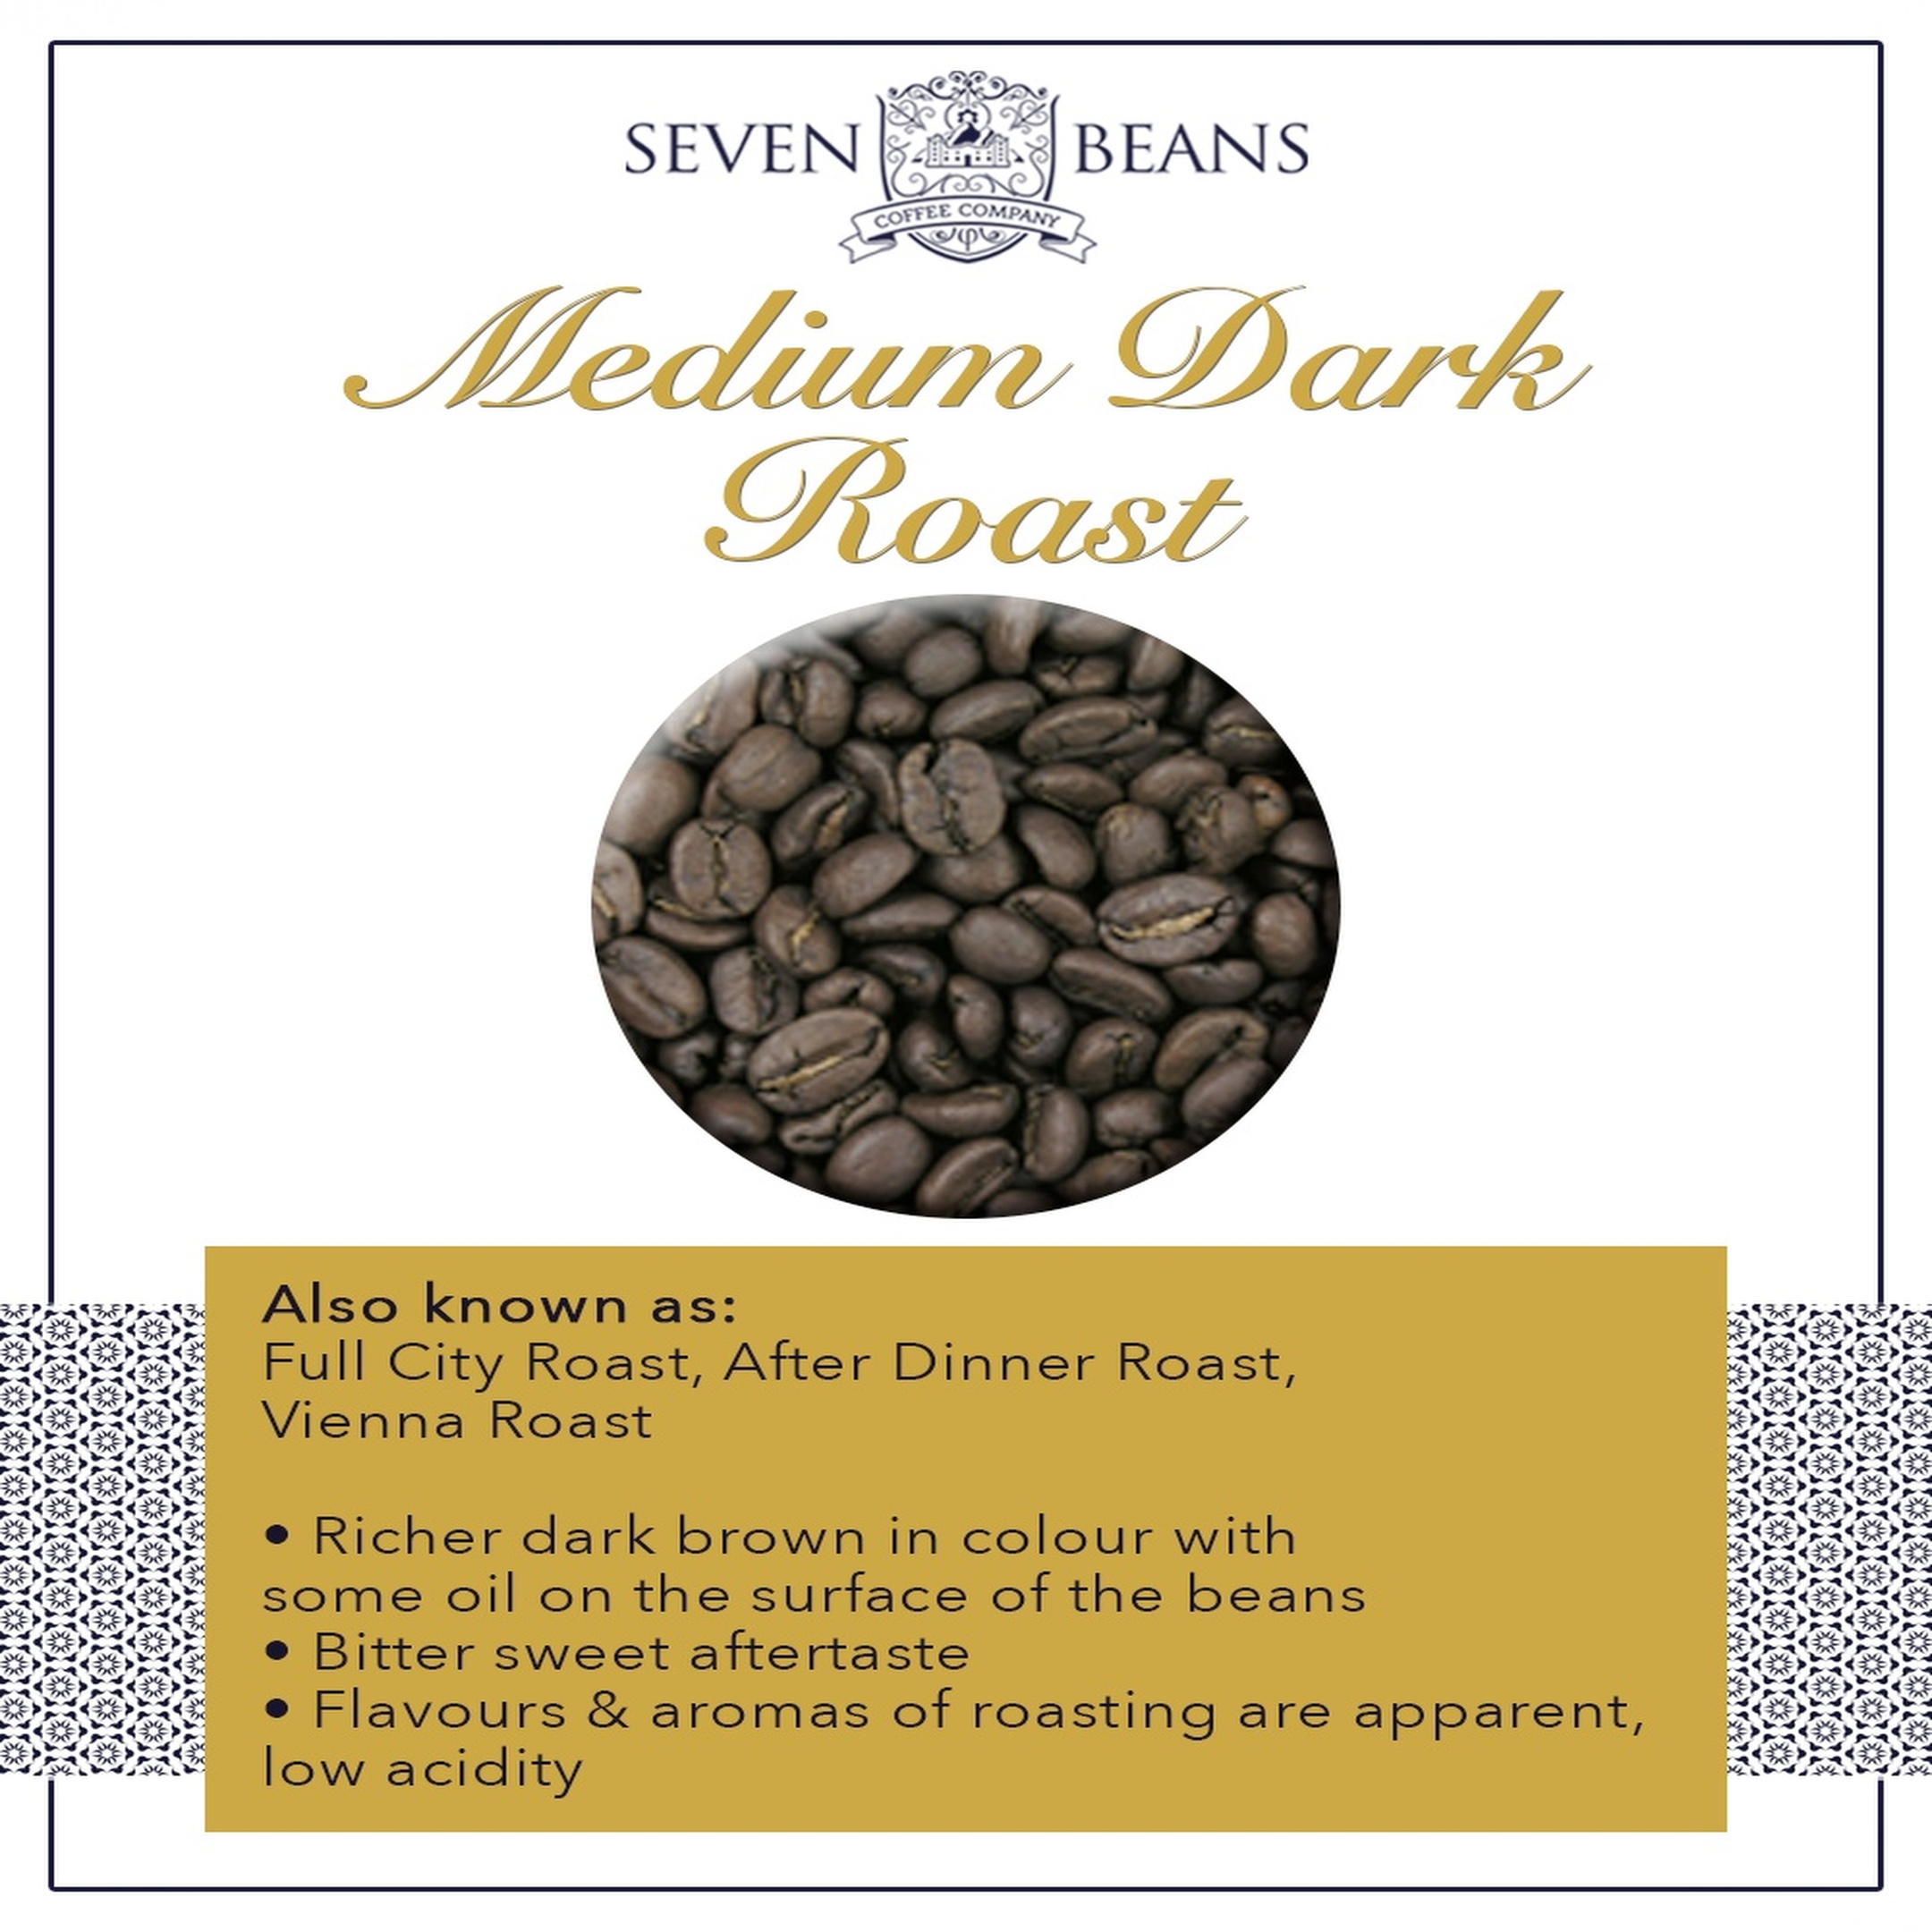 SEVEN BEANS
COFFEE COMPANY
Medium Dark
Roast
Also known as:
Full City Roast, After Dinner Roast,
Vienna Roast
• Richer dark brown in colour with
some oil on the surface of the beans
• Bitter sweet aftertaste
• Flavours & aromas of roasting are apparent,
low acidity